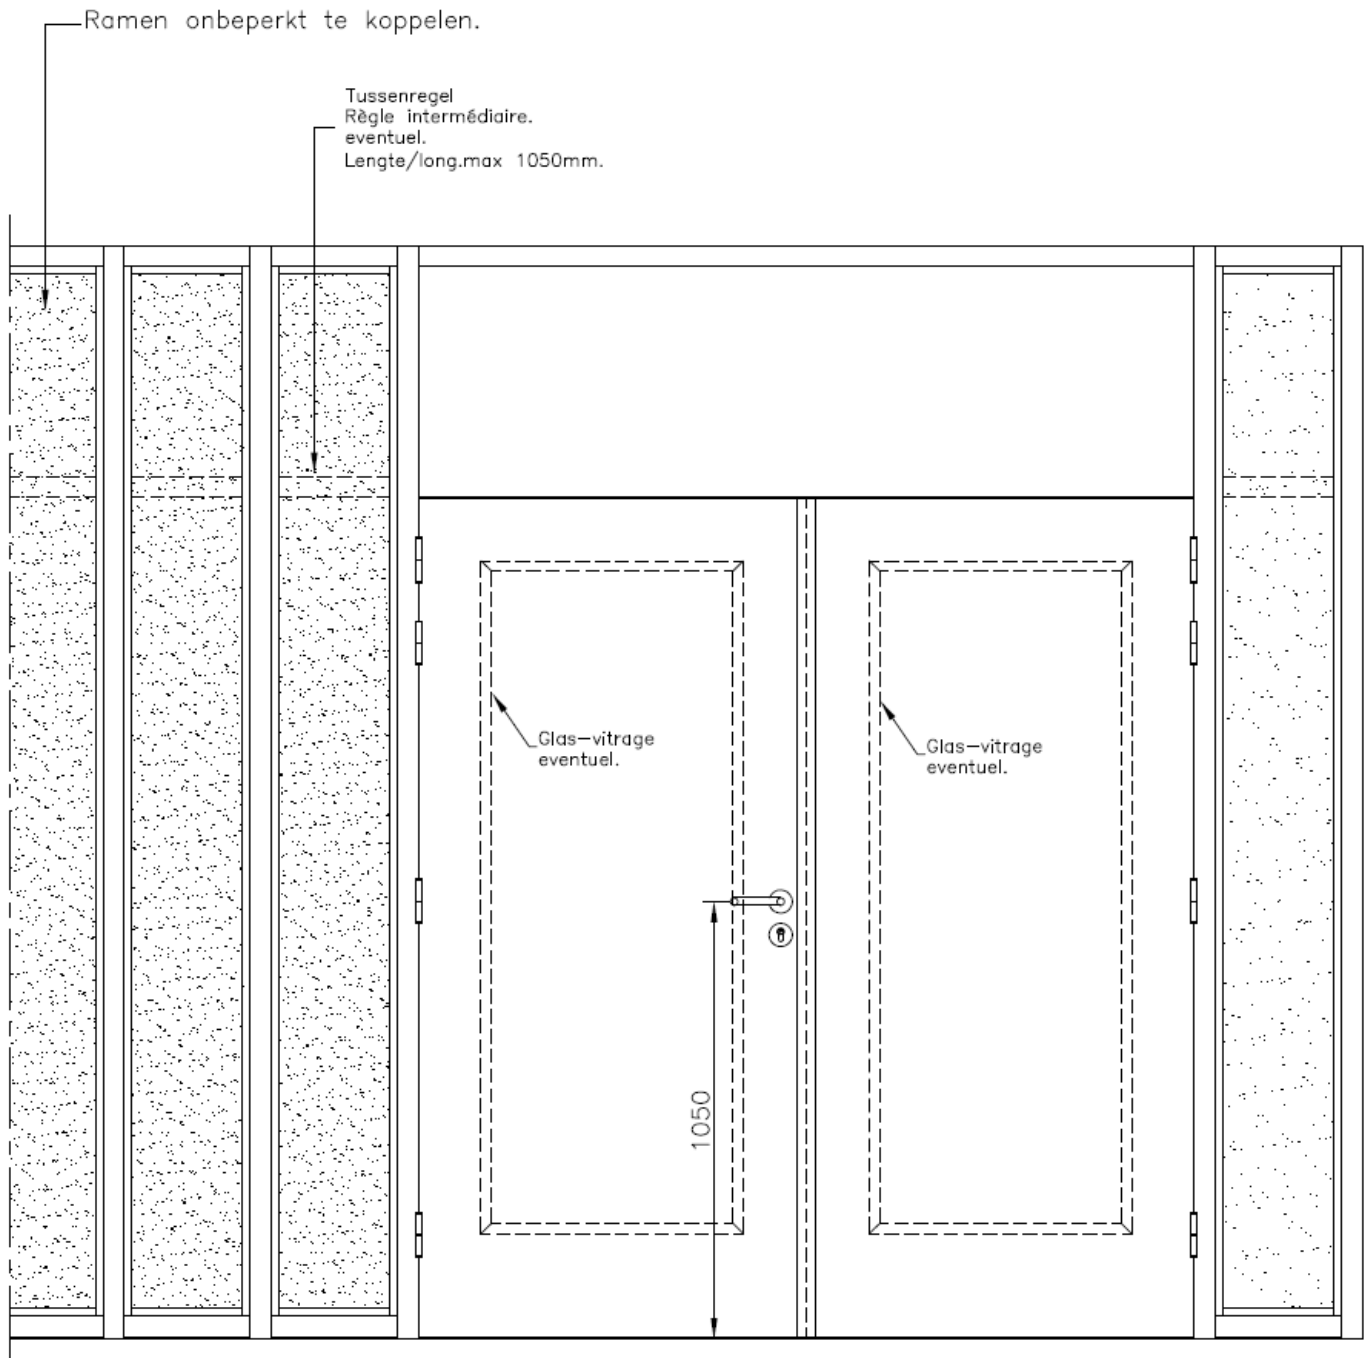 Ramen onbeperkt te koppelen.
Tussenregel
Règle intermédiaire.
eventuel.
Lengte/long.max 1050mm.
Glas-vitrage
eventuel.
Glas-vitrage
eventuel.
1050